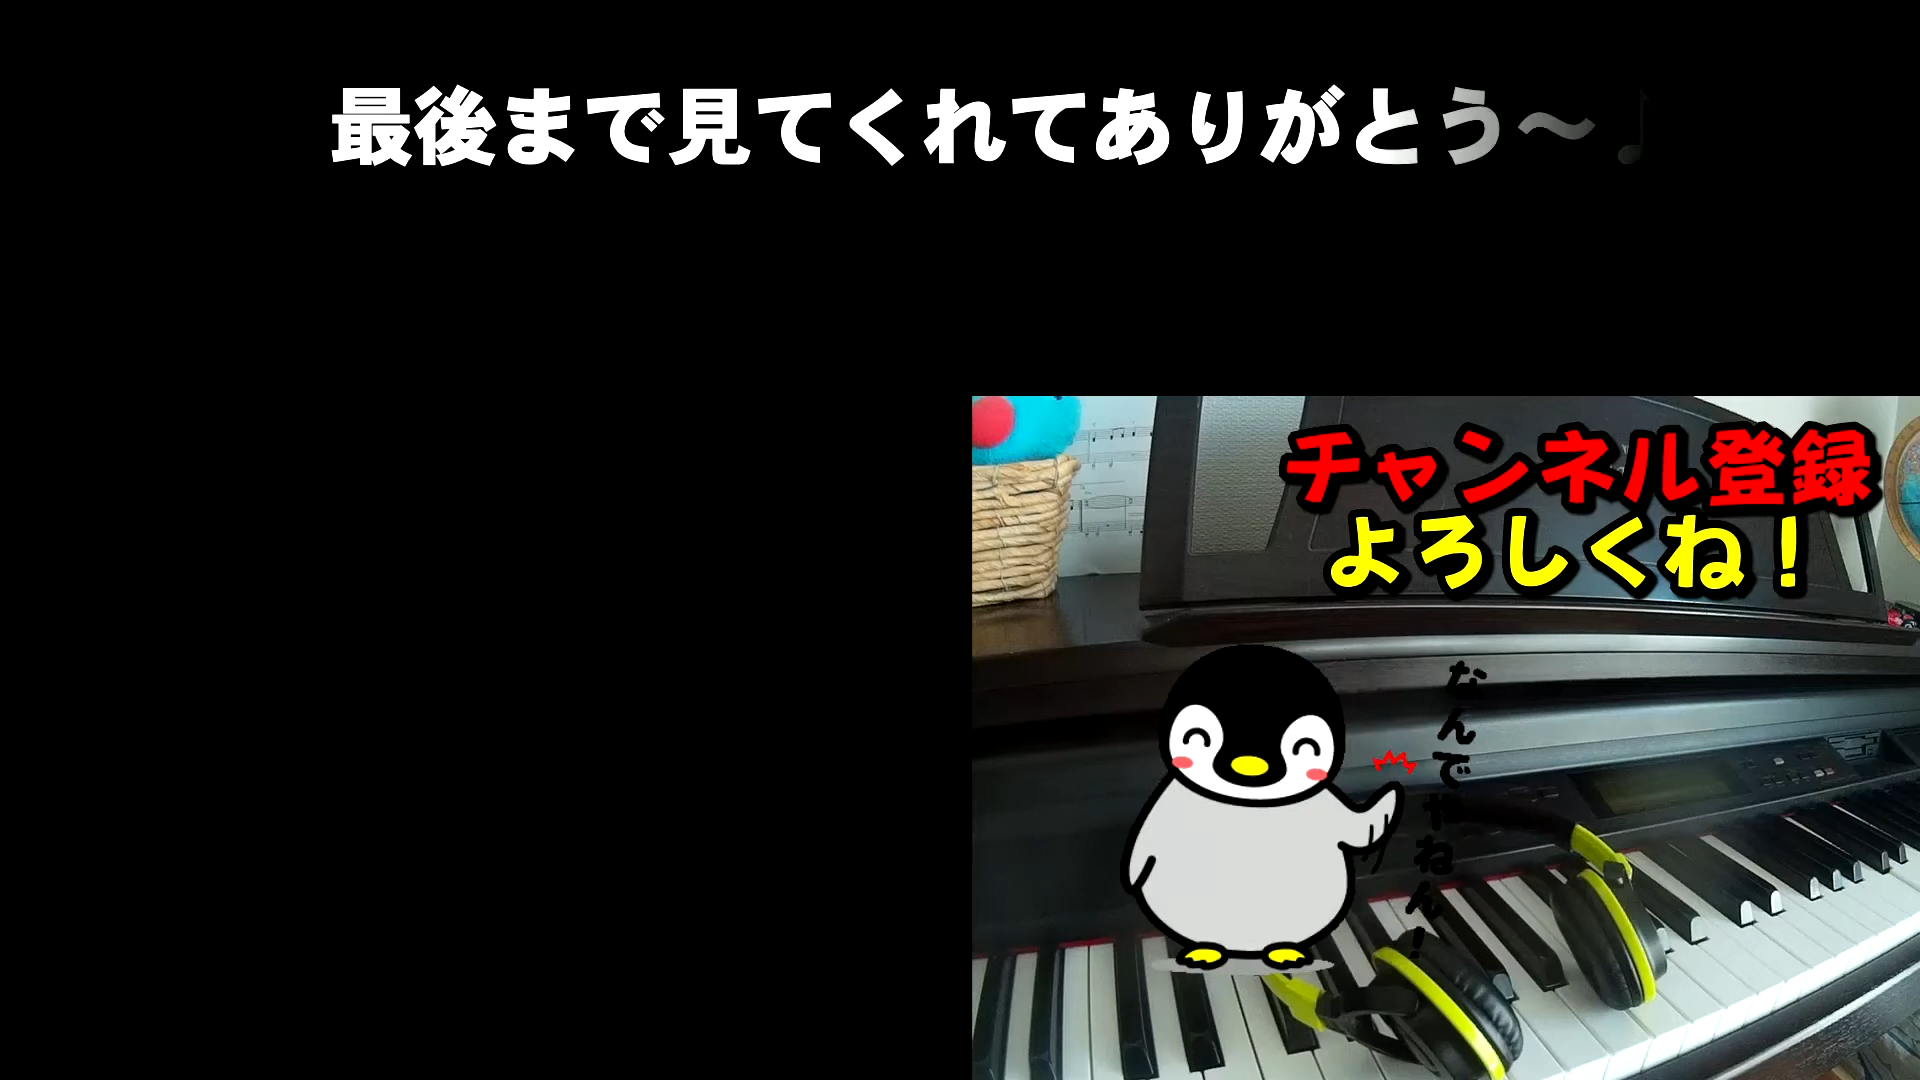 最後まで見てくれてありがとう〜♪
チャンネル登録
よろしくね！
なんでやねん！